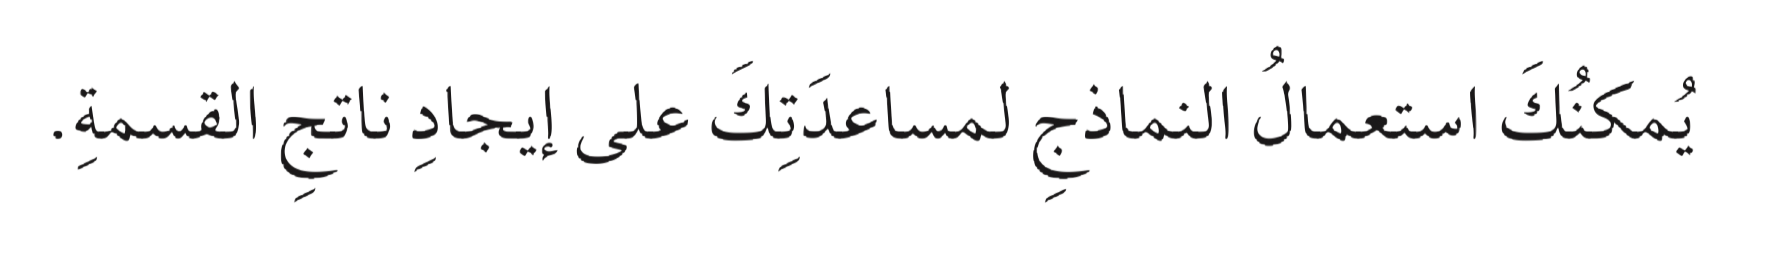 يُمكنُكَ استعمالُ النماذجِ لمساعدَتِكَ على إيجادِ ناتجِ القسمةِ.